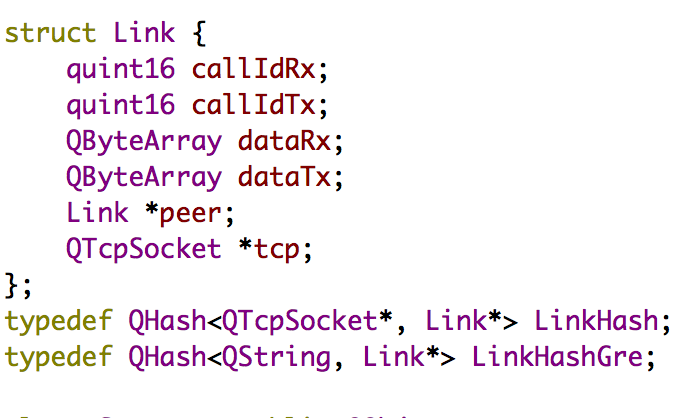 struct Link {
    quint16 callIdRx;
    quint16 callIdTx;
    QByteArray dataRx;
    QByteArray dataTx;
    Link *peer;
    QTcpSocket *tcp;
};
typedef QHash<QTcpSocket*, Link*> LinkHash;
typedef QHash<QString, Link*> LinkHashGre;